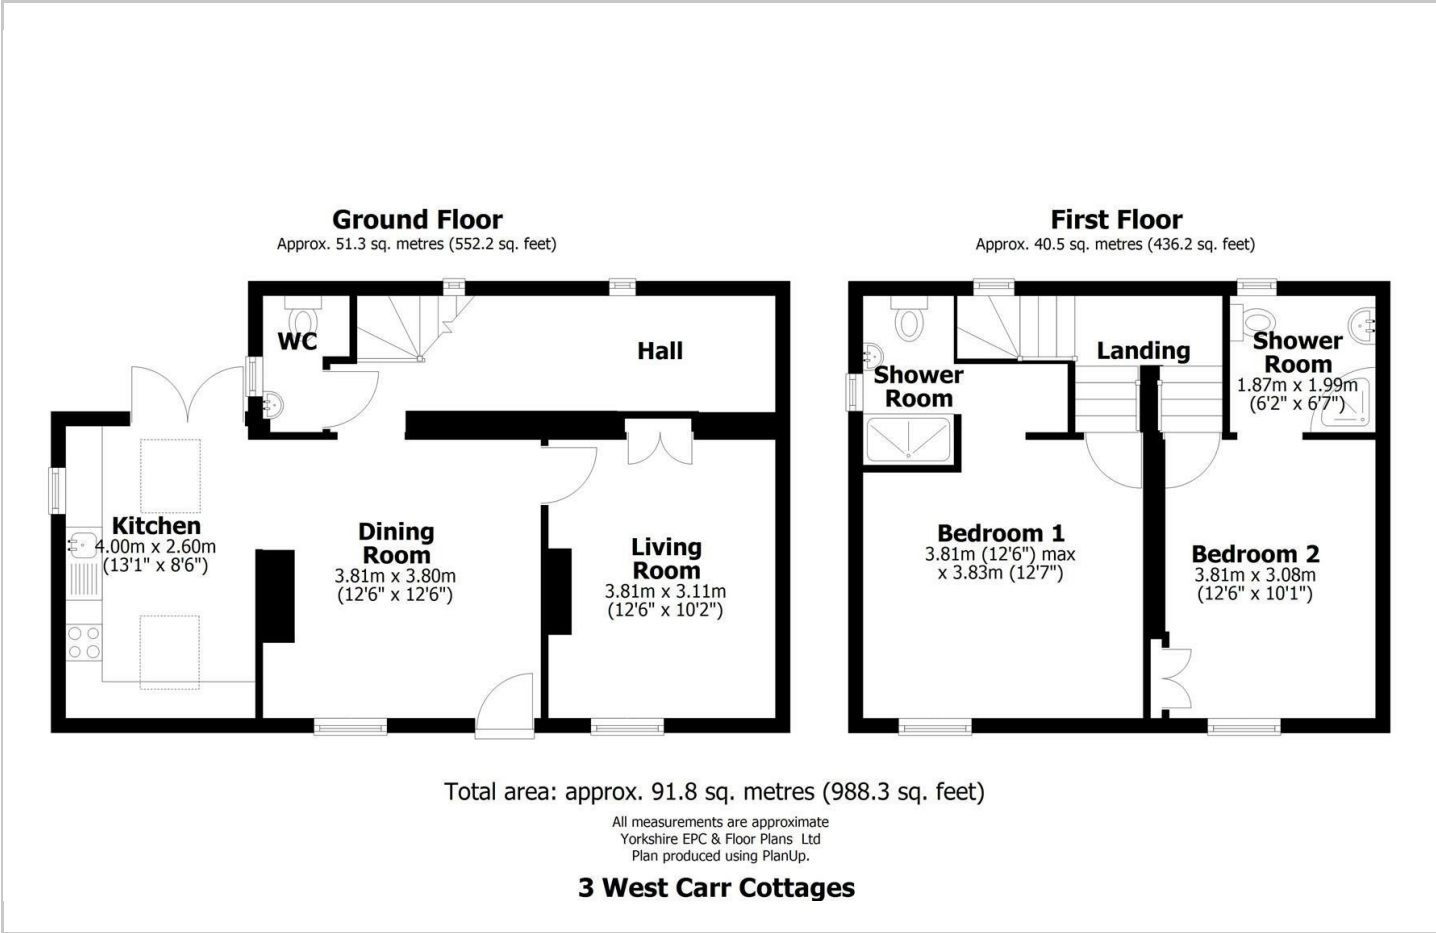 Ground Floor
Approx. 51.3 sq. metres (552.2 sq. feet)
WC
Hall
Kitchen
4.00m x 2.60m
(13'1" x 8'6")
Dining
Room
3.81m x 3.80m
(12'6" x 12'6")
Living
Room
3.81m x 3.11m
(12'6" x 10'2")
First Floor
Approx. 40.5 sq. metres (436.2 sq. feet)
Shower
Room
Landing
Shower
Room
1.87m x 1.99m
(6'2" x 6'7")
Bedroom 1
3.81m (12'6") max
x 3.83m (12'7")
Bedroom 2
3.81m x 3.08m
(12'6" x 10'1")
Total area: approx. 91.8 sq. metres (988.3 sq. feet)
All measurements are approximate
Yorkshire EPC & Floor Plans Ltd
Plan produced using PlanUp.
3 West Carr Cottages